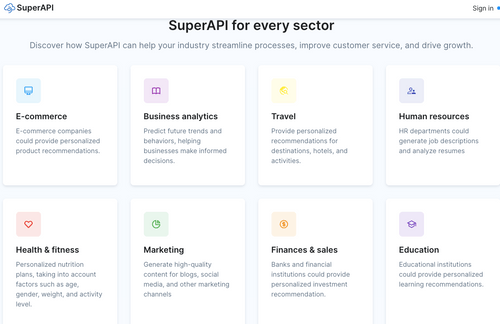 SuperAPI
Sign in
SuperAPI for every sector
Discover how SuperAPI can help your industry streamline processes, improve customer service, and drive growth.
E-commerce
E-commerce companies
could provide personalized
product recommendations.
Business analytics
Predict future trends and
behaviors, helping
businesses make informed
decisions.
Travel
Provide personalized
recommendations for
destinations, hotels, and
activities.
Human resources
HR departments could
generate job descriptions
and analyze resumes
Health & fitness
Personalized nutrition
plans, taking into account
factors such as age,
gender, weight, and activity
level.
Marketing
Generate high-quality
content for blogs, social
media, and other marketing
channels
Finances & sales
Banks and financial
institutions could provide
personalized investment
recommendation.
Education
Educational institutions
could provide personalized
learning recommendations.